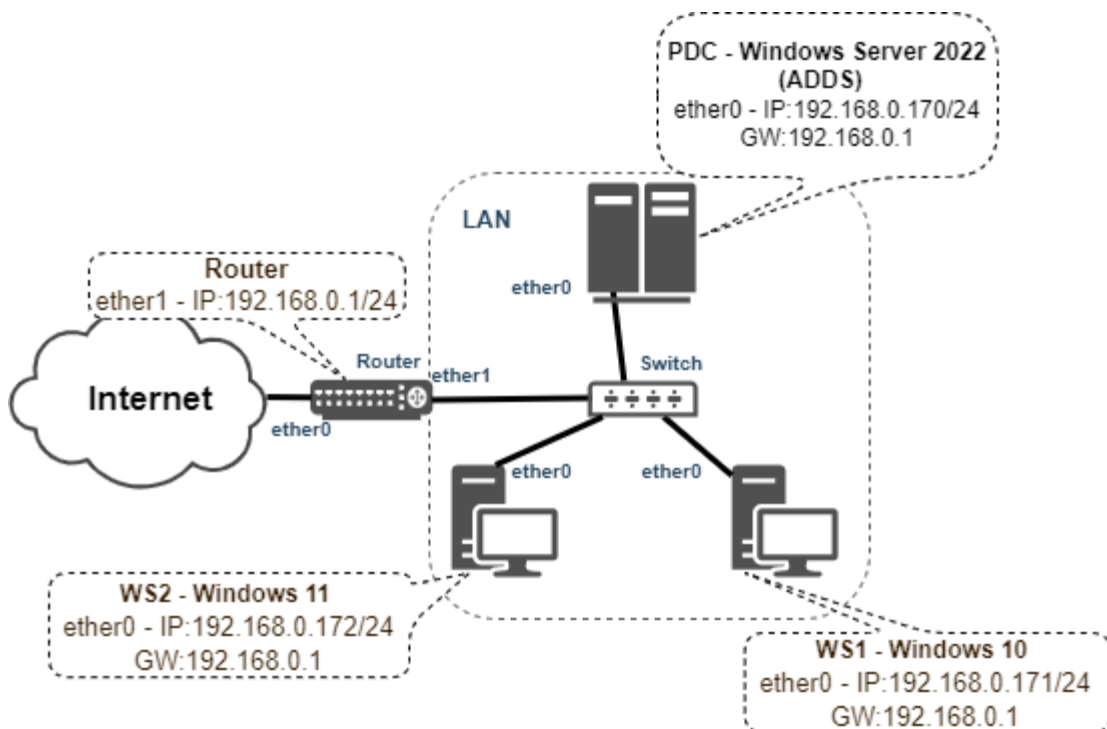 PDC - Windows Server 2022
(ADDS)
ether0 - IP:192.168.0.170/24
GW:192.168.0.1
LAN
Router
ether1 - IP:192.168.0.1/24
ether0
Router
ether1
Switch
Internet
ether0
ether0
ether0
WS2 - Windows 11
ether0 - IP:192.168.0.172/24
GW:192.168.0.1
WS1 - Windows 10
ether0 - IP:192.168.0.171/24
GW:192.168.0.1